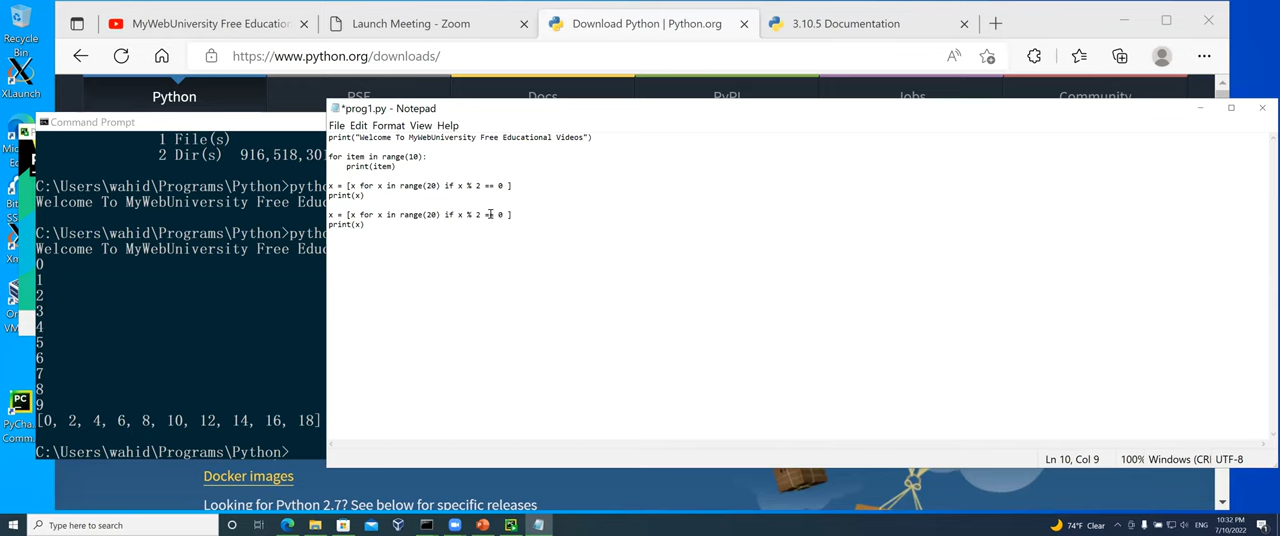 Recycle Bin
MyWebUniversity Free Education
Launch Meeting - Zoom
Download Python | Python.org
3.10.5 Documentation
https://www.python.org/downloads/
XLaunch
Python
PSF
Docs
PyPI
Jobs
Community
*prog1.py - Notepad
File Edit Format View Help
print("Welcome To MyWebUniversity Free Educational Videos")
for item in range(10):
print(item)
x = [x for x in range(20) if x % 2 == 0 ]
print(x)
x = [x for x in range(20) if x % 2 == 0 ]
print(x)
Ln 10, Col 9
100%
Windows (CRI
UTF-8
Command Prompt
1 File(s)
2 Dir(s) 916,518,301
C:\Users\wahid\Programs\Python>pytho
Welcome To MyWebUniversity Free Edu
C:\Users\wahid\Programs\Python>pytho
Welcome To MyWebUniversity Free Edu
0
1
2
3
4
5
6
7
8
9
[0, 2, 4, 6, 8, 10, 12, 14, 16, 18]
C:\Users\wahid\Programs\Python>
PyCha...
Comm...
Docker images
Looking for Python 2.7? See below for specific releases
Type here to search
74°F Clear
10:32 PM
7/10/2022